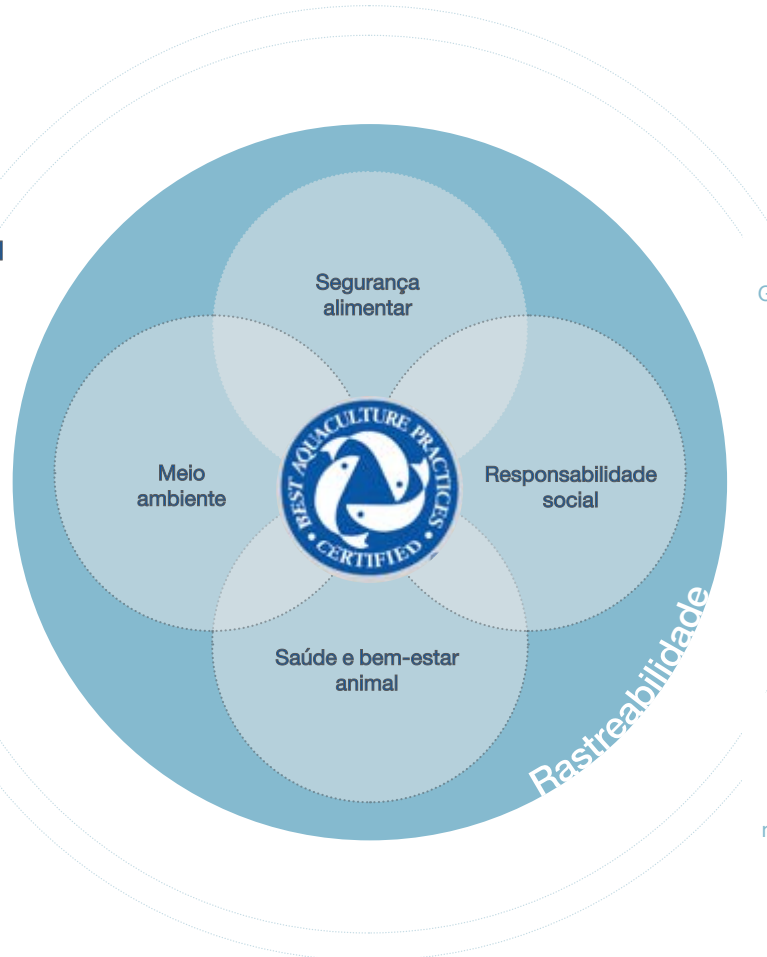 Segurança
alimentar
Meio
ambiente
BEST AQUACULTURE PRACTICES
• CERTIFIED •
Responsabilidade
social
Saúde e bem-estar
animal
Rastreabilidade